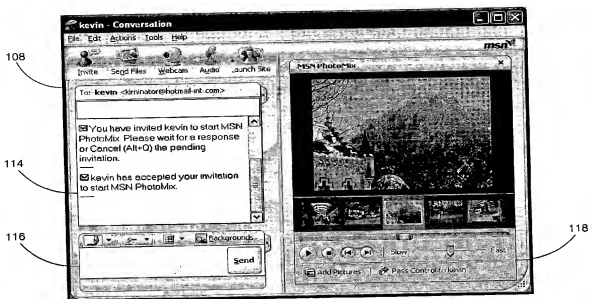 kevin - Conversation
File Edit Actions Tools Help
msn
Invite Send Files Webcam Audio Launch Site
108
To: kevin <kiminator@hotmail-int.com>
You have invited kevin to start MSN
PhotoMix. Please wait for a response
or Cancel (Alt+Q) the pending
invitation.
114
kevin has accepted your invitation
to start MSN PhotoMix.
Backgrounds
116
Send
MSN PhotoMix
Slow Fast
118
Add Pictures Pass Control to kevin